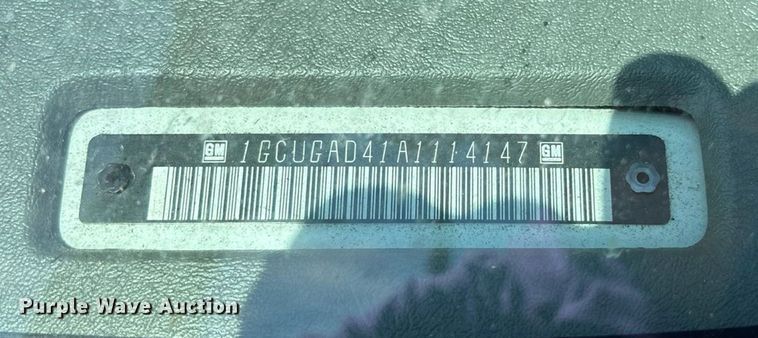 GM 1GCUGAD41A1114147 GM
Purple Wave Auction